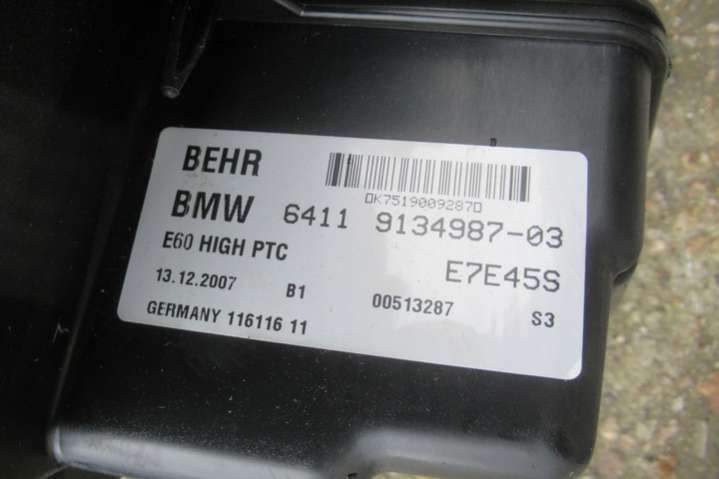 BEHR
0K75190092870
BMW 6411 9134987-03
E60 HIGH PTC
E7E45S
13.12.2007 B1 00513287 S3
GERMANY 116116 11